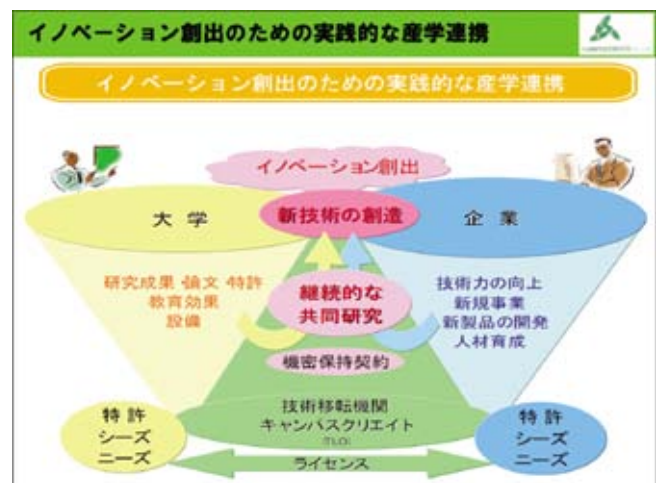 イノベーション創出のための実践的な産学連携
イノベーション創出のための実践的な産学連携
イノベーション創出
大学
新技術の創造
企業
研究成果・論文・特許
教育効果
設備
継続的な
共同研究
技術力の向上
新規事業
新製品の開発
人材育成
機密保持契約
特許
シーズ
ニーズ
技術移転機関
キャンパスクリエイト
(TLO)
特許
シーズ
ニーズ
ライセンス